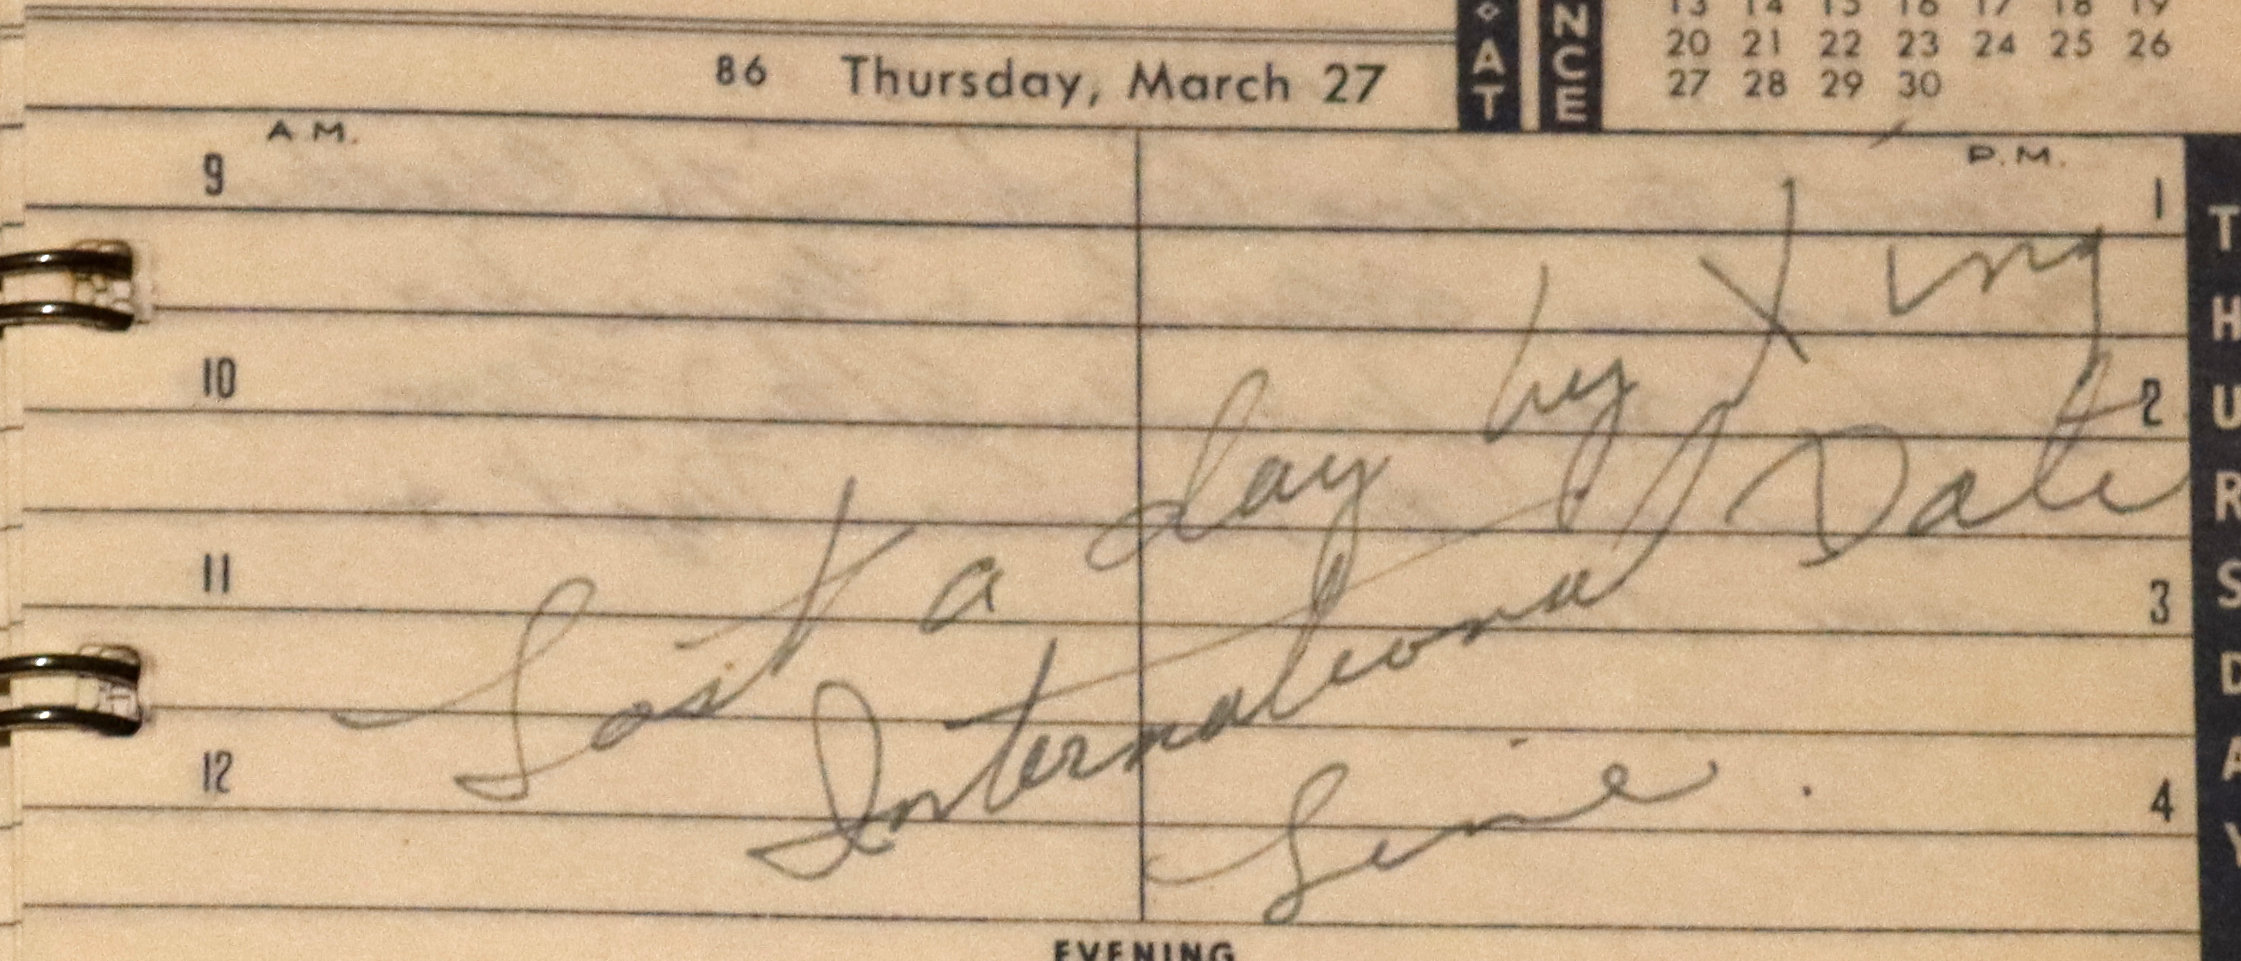 ◇ AT
NCE
13 14 15 16 17 18 19
20 21 22 23 24 25 26
27 28 29 30
86 Thursday, March 27
A.M.
P.M.
9
1
10
2
11
3
12
4
Lost a day by Xing
International Date
Line.
EVENING
THURSDAY